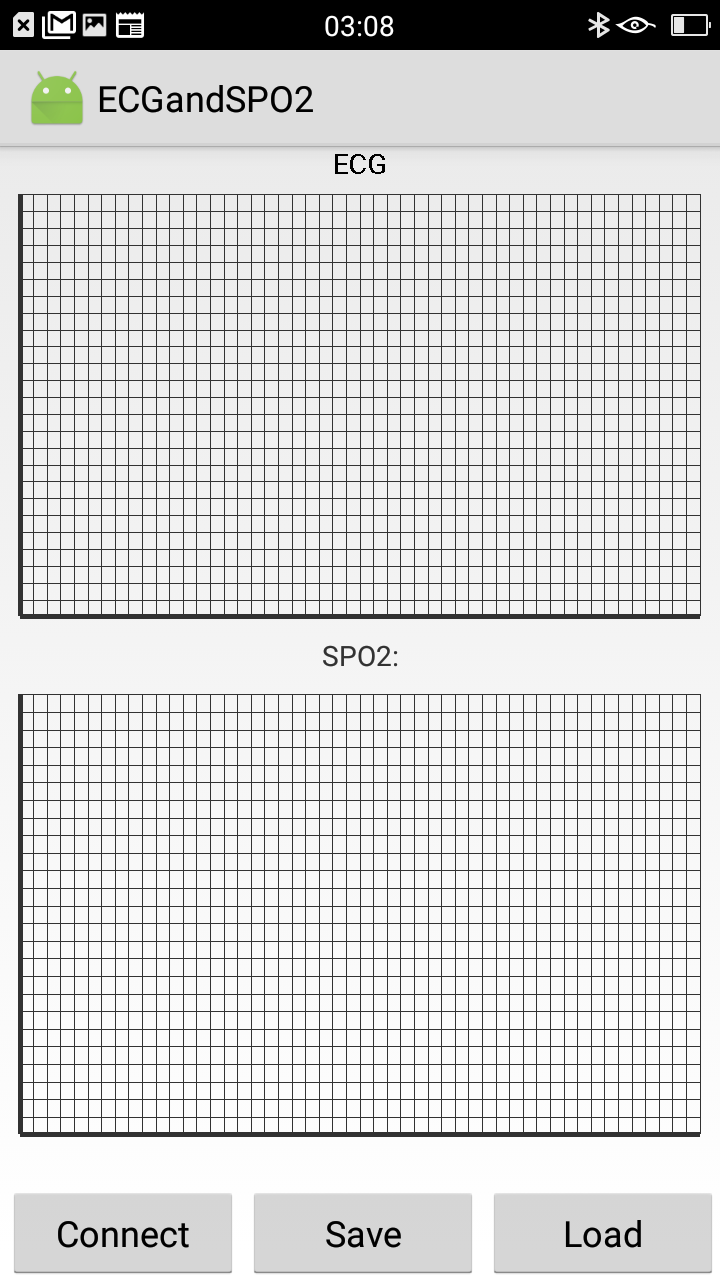 03:08
ECGandSPO2
ECG
SPO2:
Connect Save Load